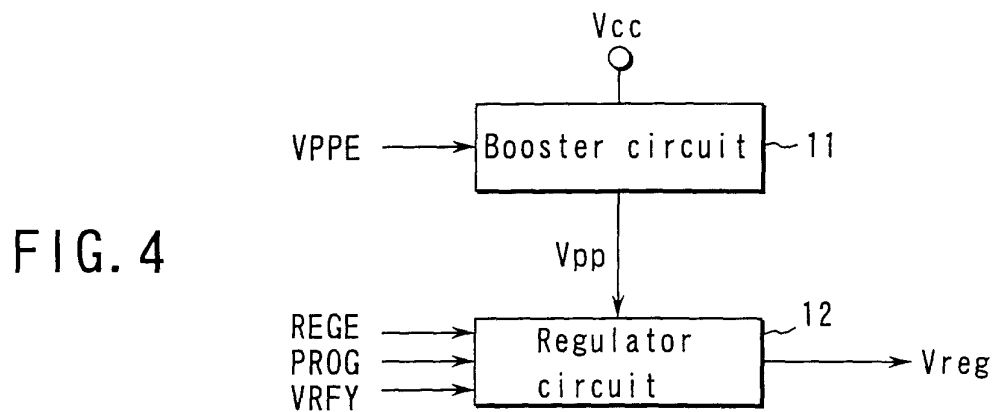 Vcc
VPPE
Booster circuit
11
Vpp
FIG. 4
REGE
PROG
VRFY
Regulator
circuit
12
Vreg